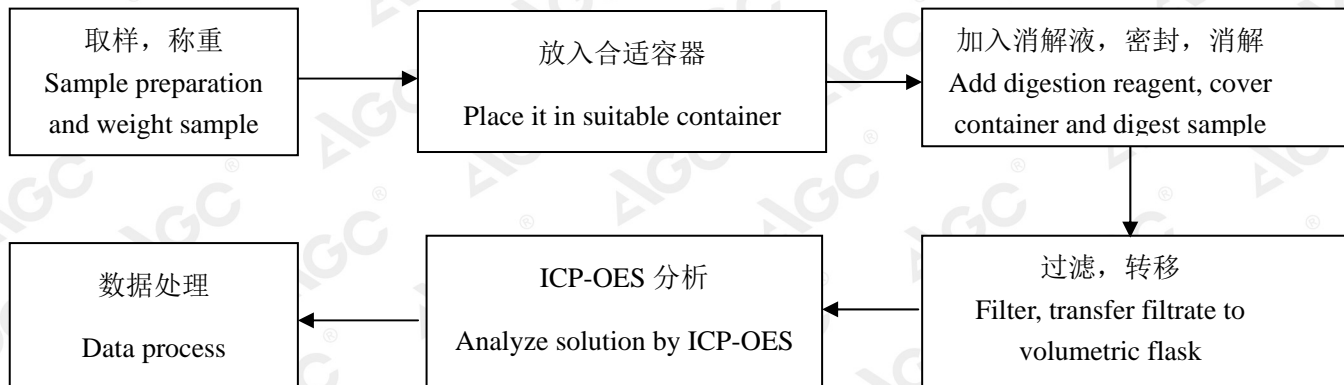 取样，称重
Sample preparation
and weight sample
放入合适容器
Place it in suitable container
加入消解液，密封，消解
Add digestion reagent, cover
container and digest sample
过滤，转移
Filter, transfer filtrate to
volumetric flask
ICP-OES 分析
Analyze solution by ICP-OES
数据处理
Data process
AGC®